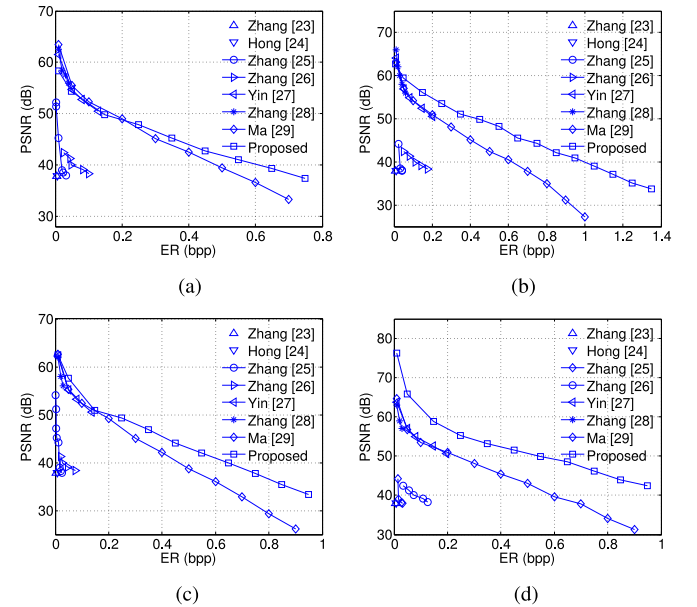 PSNR (dB)
70
60
50
40
30
0
0.2
0.4
0.6
0.8
ER (bpp)
Zhang [23]
Hong [24]
Zhang [25]
Zhang [26]
Yin [27]
Zhang [28]
Ma [29]
Proposed
(a)
PSNR (dB)
70
60
50
40
30
0
0.2
0.4
0.6
0.8
1
1.2
1.4
ER (bpp)
Zhang [23]
Hong [24]
Zhang [25]
Zhang [26]
Yin [27]
Zhang [28]
Ma [29]
Proposed
(b)
PSNR (dB)
70
60
50
40
30
0
0.2
0.4
0.6
0.8
1
ER (bpp)
Zhang [23]
Hong [24]
Zhang [25]
Zhang [26]
Yin [27]
Zhang [28]
Ma [29]
Proposed
(c)
PSNR (dB)
80
70
60
50
40
30
0
0.2
0.4
0.6
0.8
1
ER (bpp)
Zhang [23]
Hong [24]
Zhang [25]
Zhang [26]
Yin [27]
Zhang [28]
Ma [29]
Proposed
(d)